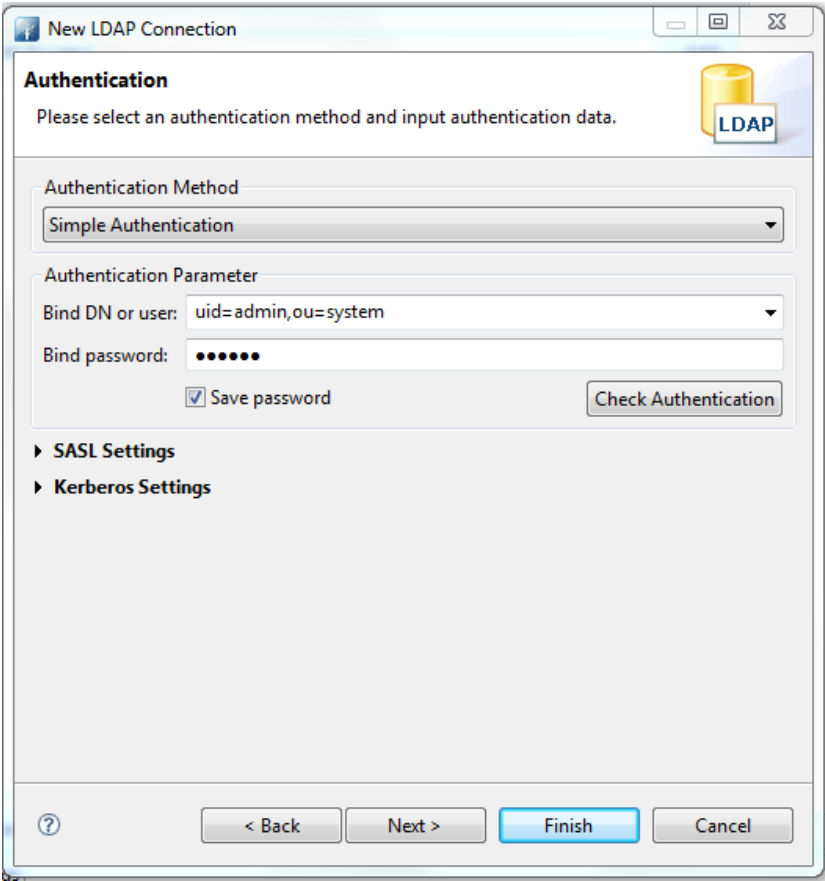 New LDAP Connection
Authentication
Please select an authentication method and input authentication data.
LDAP
Authentication Method
Simple Authentication
Authentication Parameter
Bind DN or user: uid=admin,ou=system
Bind password: ●●●●●●
Save password Check Authentication
SASL Settings
Kerberos Settings
< Back Next > Finish Cancel